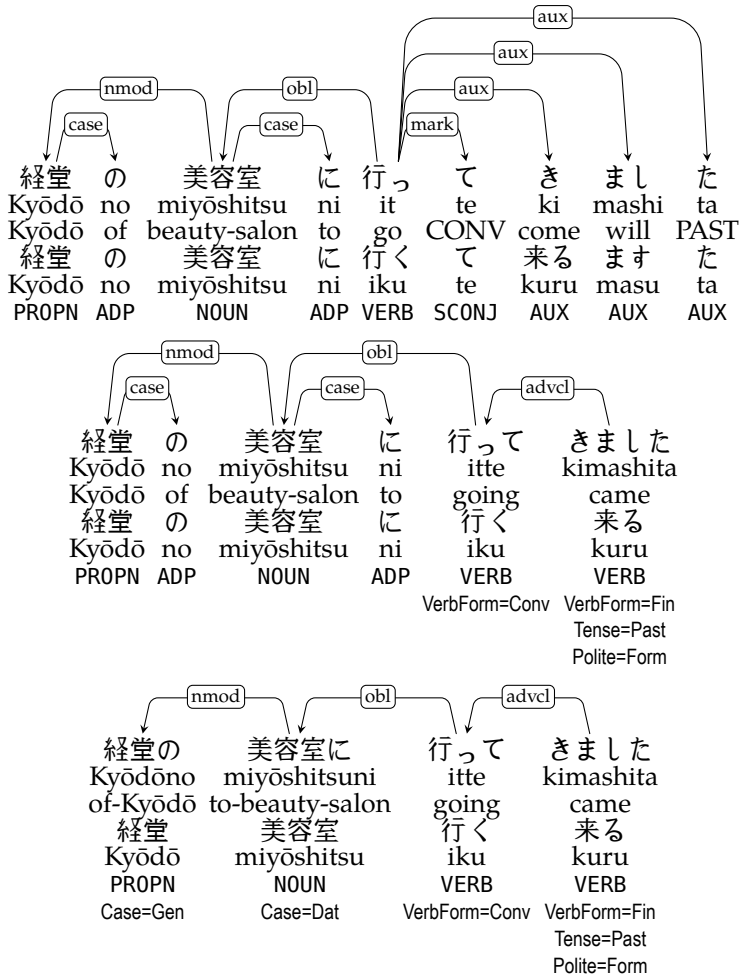 aux
aux
nmod obl aux
case case mark
経堂 の 美容室 に 行っ て き まし た
Kyōdō no miyōshitsu ni it te ki mashi ta
Kyōdō of beauty-salon to go CONV come will PAST
経堂 の 美容室 に 行く て 来る ます た
Kyōdō no miyōshitsu ni iku te kuru masu ta
PROPN ADP NOUN ADP VERB SCONJ AUX AUX AUX
nmod obl
case case advcl
経堂 の 美容室 に 行って きました
Kyōdō no miyōshitsu ni itte kimashita
Kyōdō of beauty-salon to going came
経堂 の 美容室 に 行く 来る
Kyōdō no miyōshitsu ni iku kuru
PROPN ADP NOUN ADP VERB VERB
VerbForm=Conv VerbForm=Fin
Tense=Past
Polite=Form
nmod obl advcl
経堂の 美容室に 行って きました
Kyōdōno miyōshitsuni itte kimashita
of-Kyōdō to-beauty-salon going came
経堂 美容室 行く 来る
Kyōdō miyōshitsu iku kuru
PROPN NOUN VERB VERB
Case=Gen Case=Dat VerbForm=Conv VerbForm=Fin
Tense=Past
Polite=Form